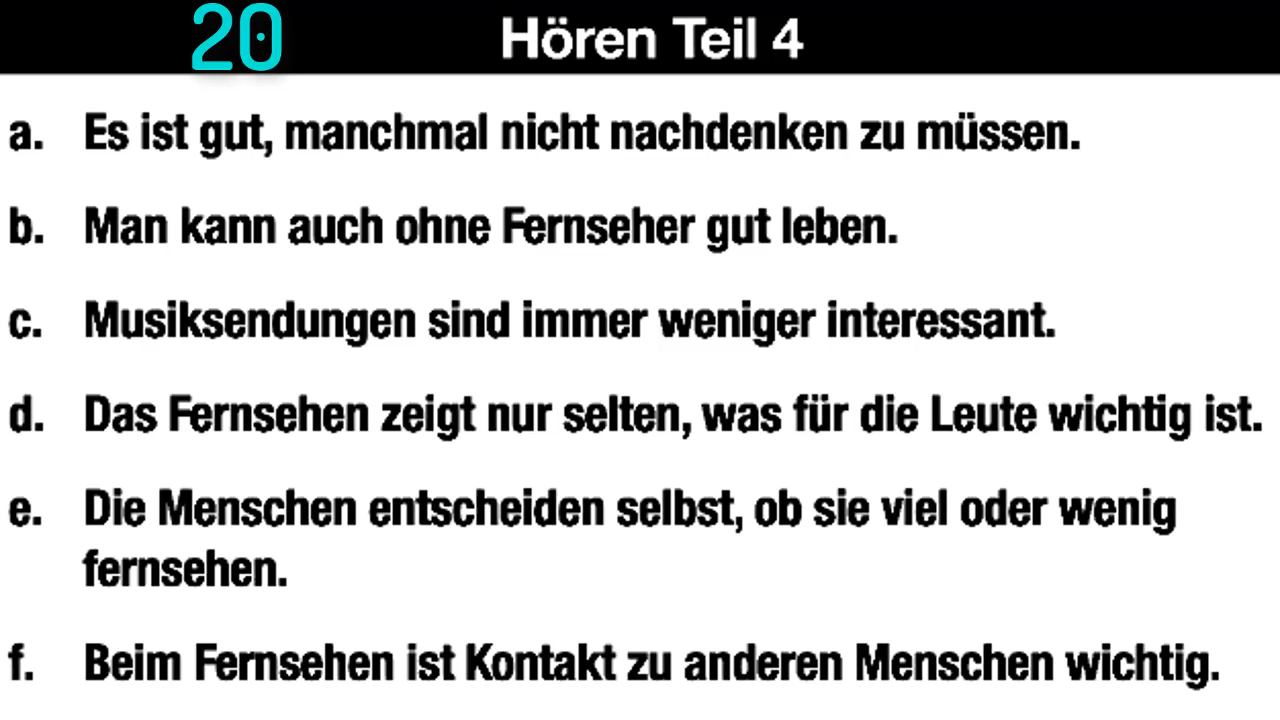 20
Hören Teil 4
a. Es ist gut, manchmal nicht nachdenken zu müssen.
b. Man kann auch ohne Fernseher gut leben.
c. Musiksendungen sind immer weniger interessant.
d. Das Fernsehen zeigt nur selten, was für die Leute wichtig ist.
e. Die Menschen entscheiden selbst, ob sie viel oder wenig
fernsehen.
f. Beim Fernsehen ist Kontakt zu anderen Menschen wichtig.